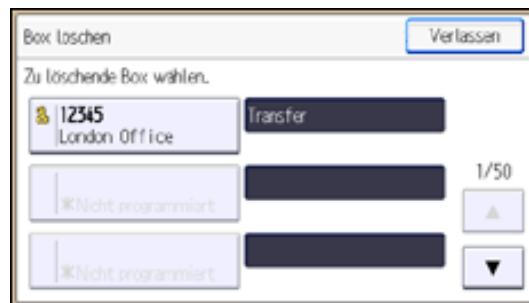 Box löschen
Verlassen
Zu löschende Box wählen.
12345
London Office
Transfer
1/50
*Nicht programmiert
*Nicht programmiert